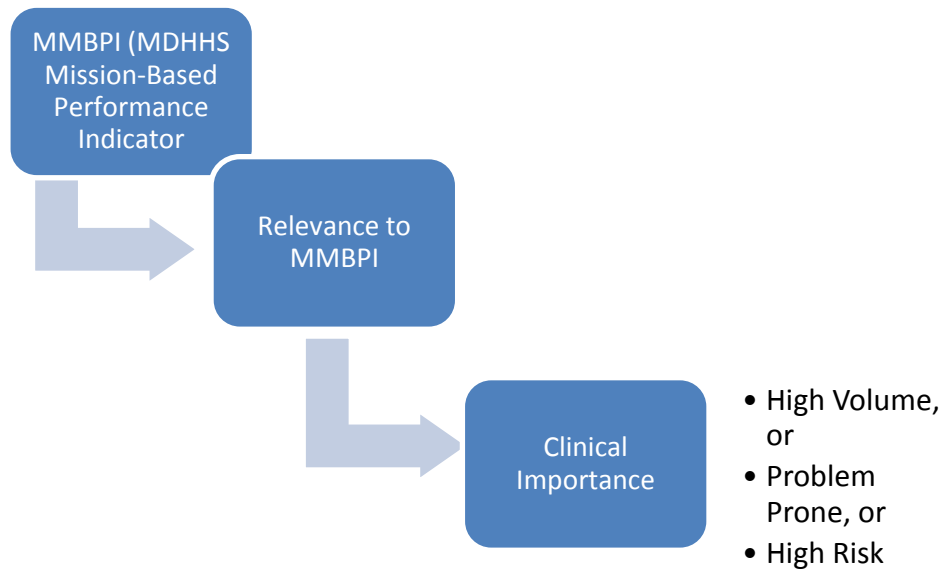 MMBPI (MDHHS
Mission-Based
Performance
Indicator
Relevance to
MMBPI
Clinical
Importance
• High Volume,
or
• Problem
Prone, or
• High Risk